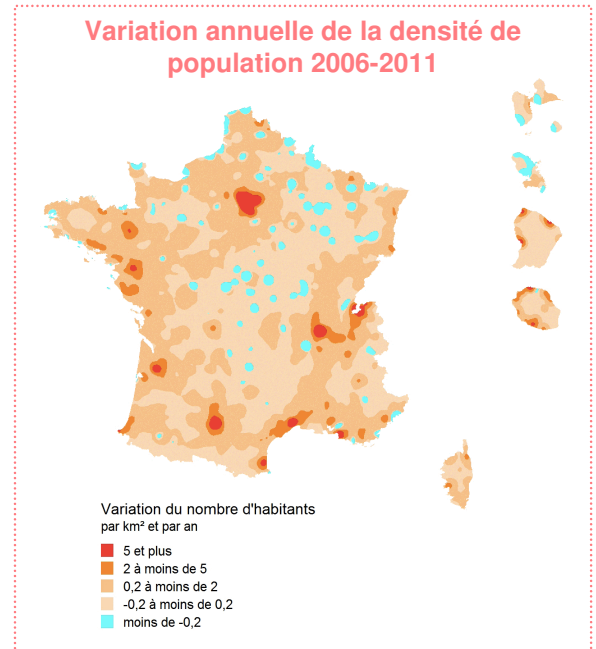 Variation annuelle de la densité de
population 2006-2011
Variation du nombre d'habitants
par km² et par an
5 et plus
2 à moins de 5
0,2 à moins de 2
-0,2 à moins de 0,2
moins de -0,2